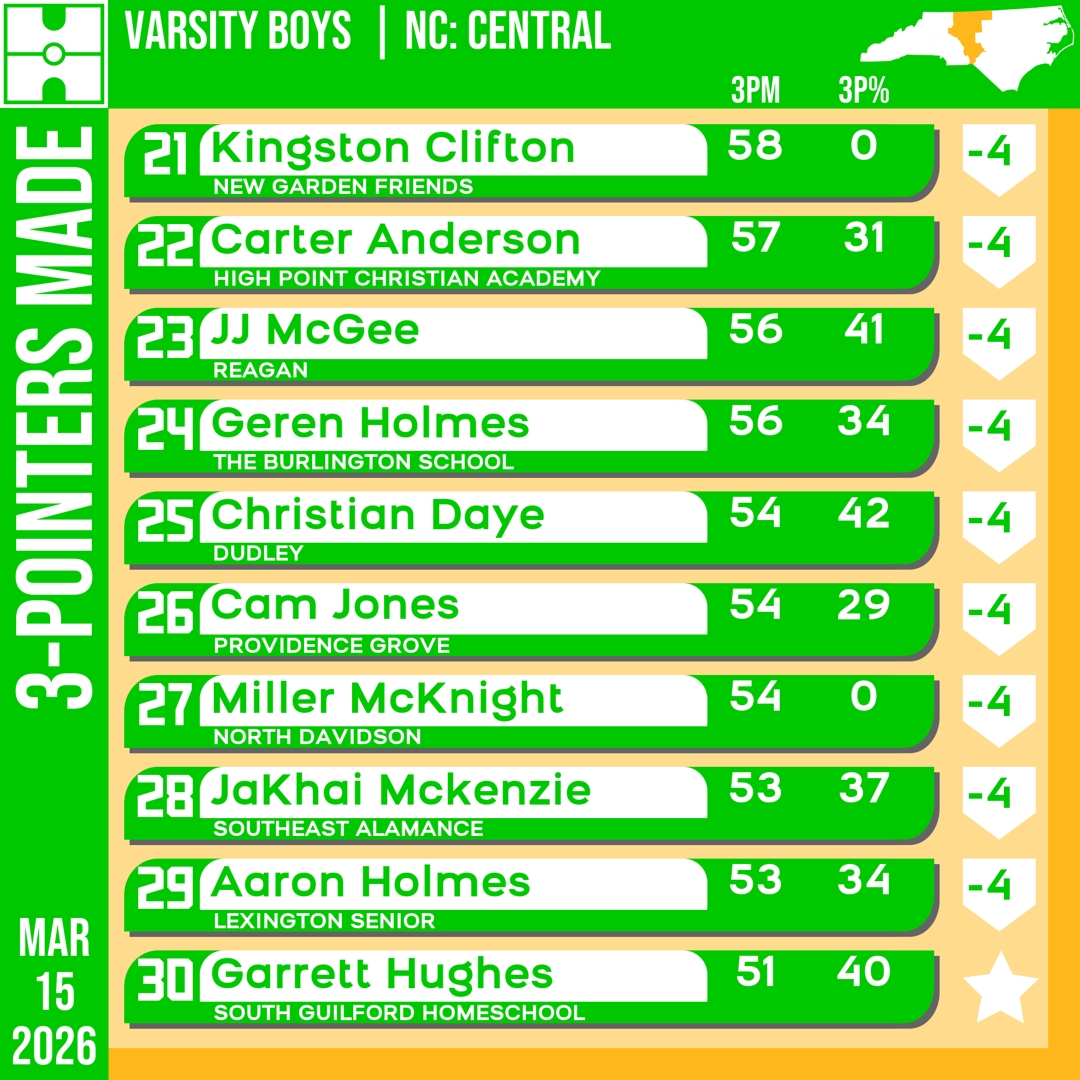 VARSITY BOYS | NC: CENTRAL
3PM 3P%
3-POINTERS MADE
21 Kingston Clifton 58 0 -4
NEW GARDEN FRIENDS
22 Carter Anderson 57 31 -4
HIGH POINT CHRISTIAN ACADEMY
23 JJ McGee 56 41 -4
REAGAN
24 Geren Holmes 56 34 -4
THE BURLINGTON SCHOOL
25 Christian Daye 54 42 -4
DUDLEY
26 Cam Jones 54 29 -4
PROVIDENCE GROVE
27 Miller McKnight 54 0 -4
NORTH DAVIDSON
28 JaKhai Mckenzie 53 37 -4
SOUTHEAST ALAMANCE
29 Aaron Holmes 53 34 -4
LEXINGTON SENIOR
30 Garrett Hughes 51 40
SOUTH GUILFORD HOMESCHOOL
MAR
15
2026